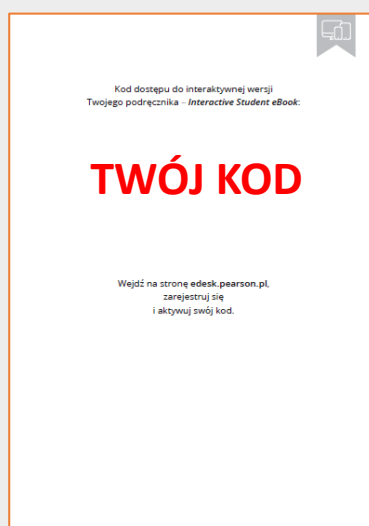 Kod dostępu do interaktywnej wersji
Twojego podręcznika – Interactive Student eBook:
TWÓJ KOD
Wejdź na stronę edesk.pearson.pl,
zarejestruj się
i aktywuj swój kod.